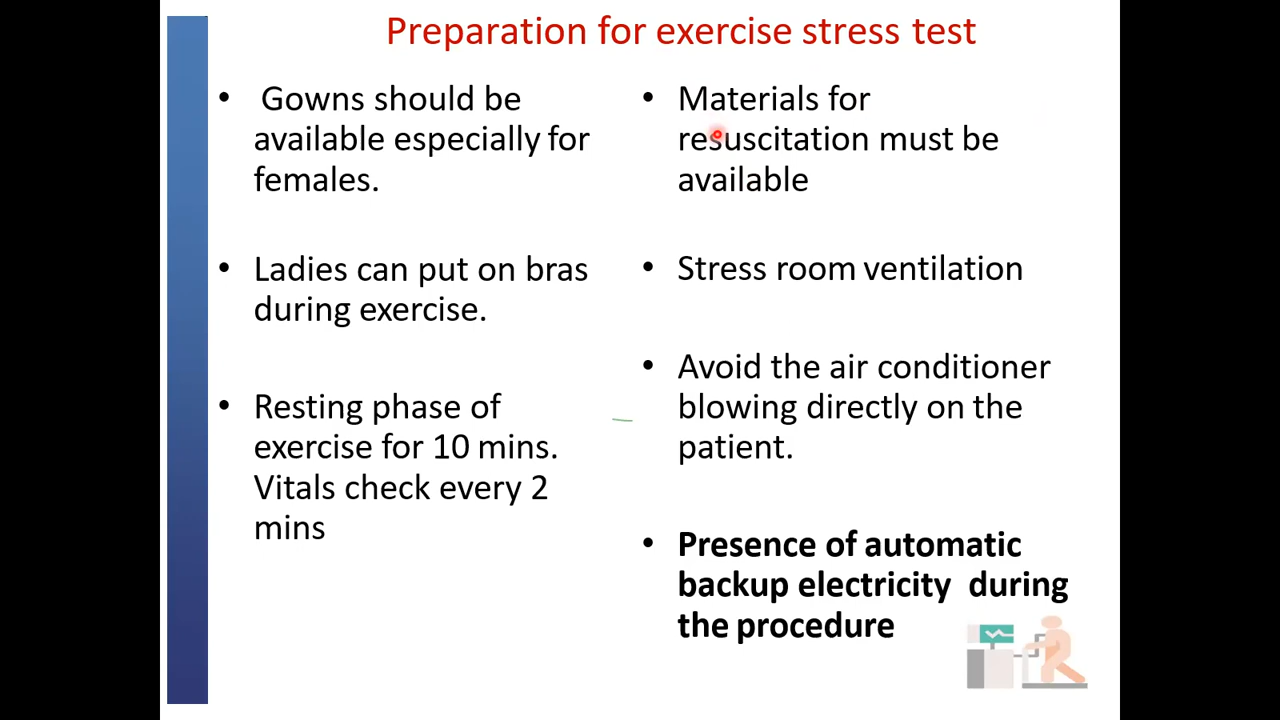 Preparation for exercise stress test
• Gowns should be
available especially for
females.
• Ladies can put on bras
during exercise.
• Resting phase of
exercise for 10 mins.
Vitals check every 2
mins
• Materials for
resuscitation must be
available
• Stress room ventilation
• Avoid the air conditioner
blowing directly on the
patient.
• Presence of automatic
backup electricity during
the procedure